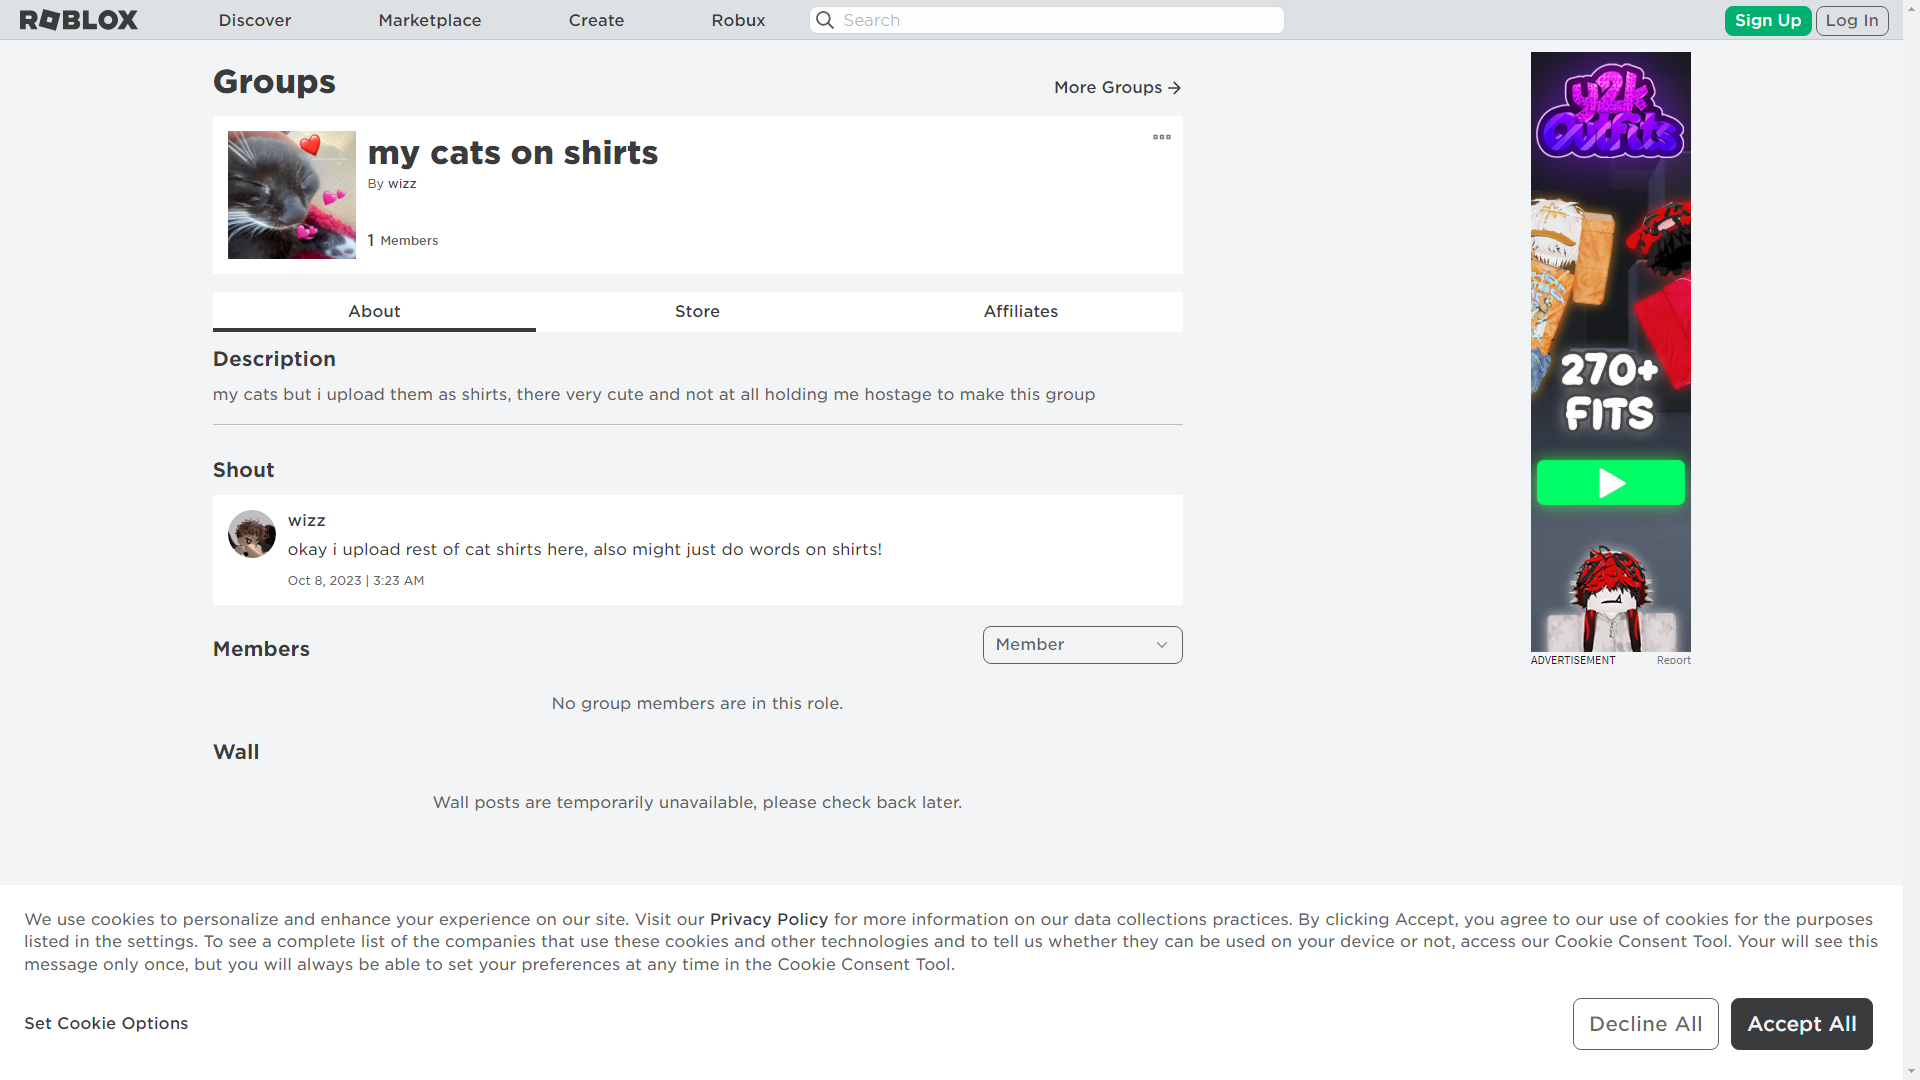 ROBLOX
Discover
Marketplace
Create
Robux
Search
Sign Up
Log In
Groups
More Groups
my cats on shirts
By wizz
1 Members
About
Store
Affiliates
Description
my cats but i upload them as shirts, there very cute and not at all holding me hostage to make this group
Shout
wizz
okay i upload rest of cat shirts here, also might just do words on shirts!
Oct 8, 2023 | 3:23 AM
Members
Member
No group members are in this role.
Wall
Wall posts are temporarily unavailable, please check back later.
y2k
Outfits
270+
FITS
ADVERTISEMENT
Report
We use cookies to personalize and enhance your experience on our site. Visit our Privacy Policy for more information on our data collections practices. By clicking Accept, you agree to our use of cookies for the purposes
listed in the settings. To see a complete list of the companies that use these cookies and other technologies and to tell us whether they can be used on your device or not, access our Cookie Consent Tool. Your will see this
message only once, but you will always be able to set your preferences at any time in the Cookie Consent Tool.
Set Cookie Options
Decline All
Accept All